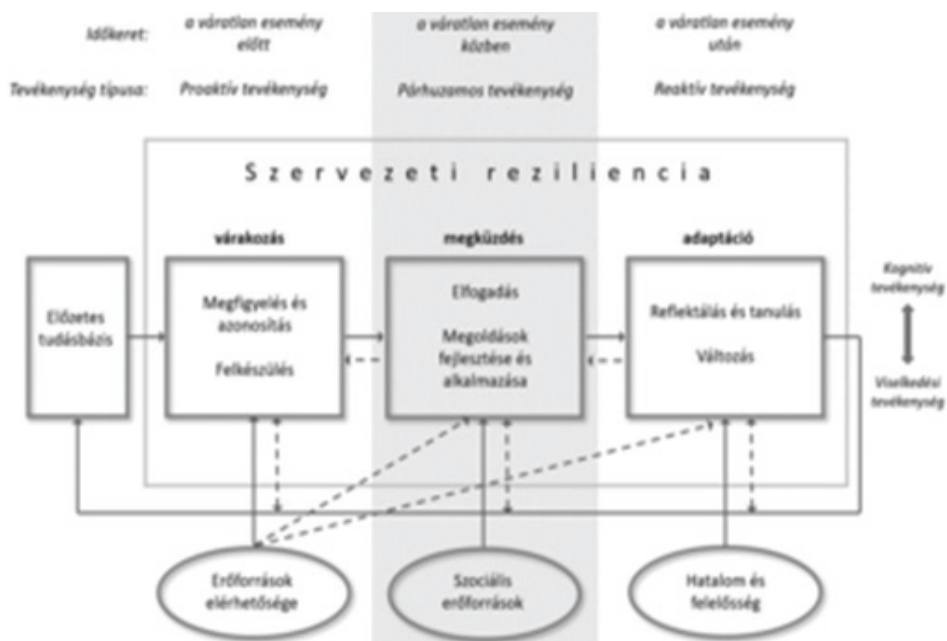 Időkeret:
a váratlan esemény
előtt
a váratlan esemény
közben
a váratlan esemény
után
Tevékenység típusa:
Proaktív tevékenység
Párhuzamos tevékenység
Reaktív tevékenység
Szervezeti reziliencia
várakozás
megküzdés
adaptáció
Előzetes
tudásbázis
Megfigyelés és
azonosítás
Felkészülés
Elfogadás
Megoldások
fejlesztése és
alkalmazása
Reflektálás és tanulás
Változás
Kognitív
tevékenység
Viselkedési
tevékenység
Erőforrások
elérhetősége
Szociális
erőforrások
Hatalom és
felelősség